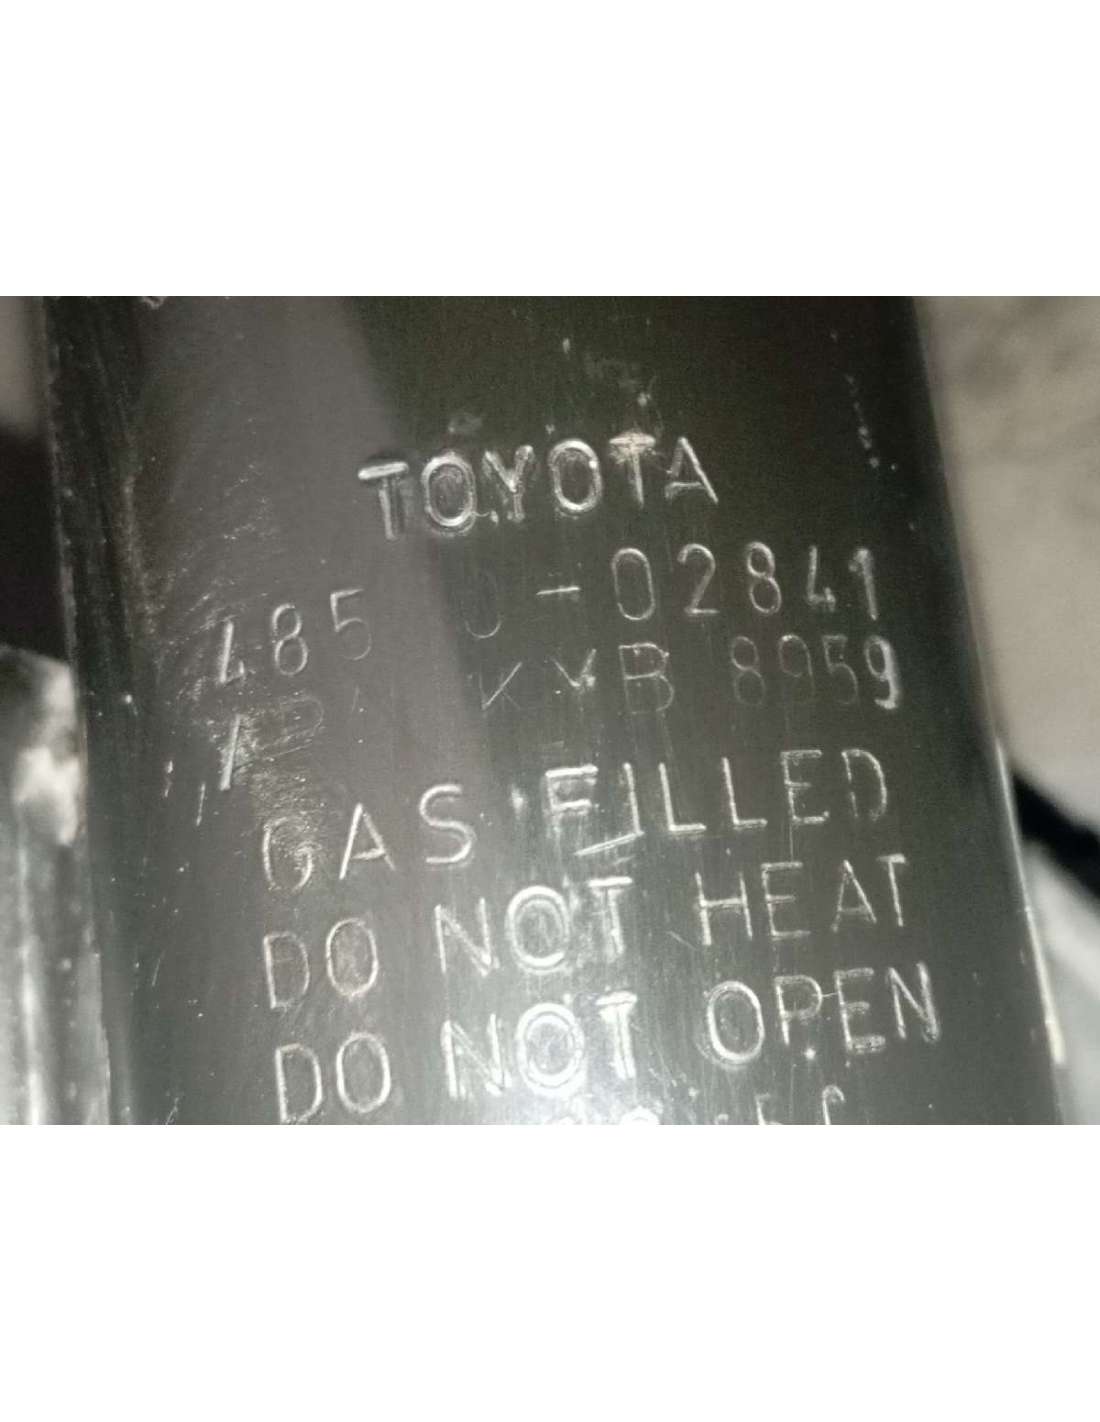 TOYOTA
485 0-02841
KYB 8959
GAS FILLED
DO NOT HEAT
DO NOT OPEN